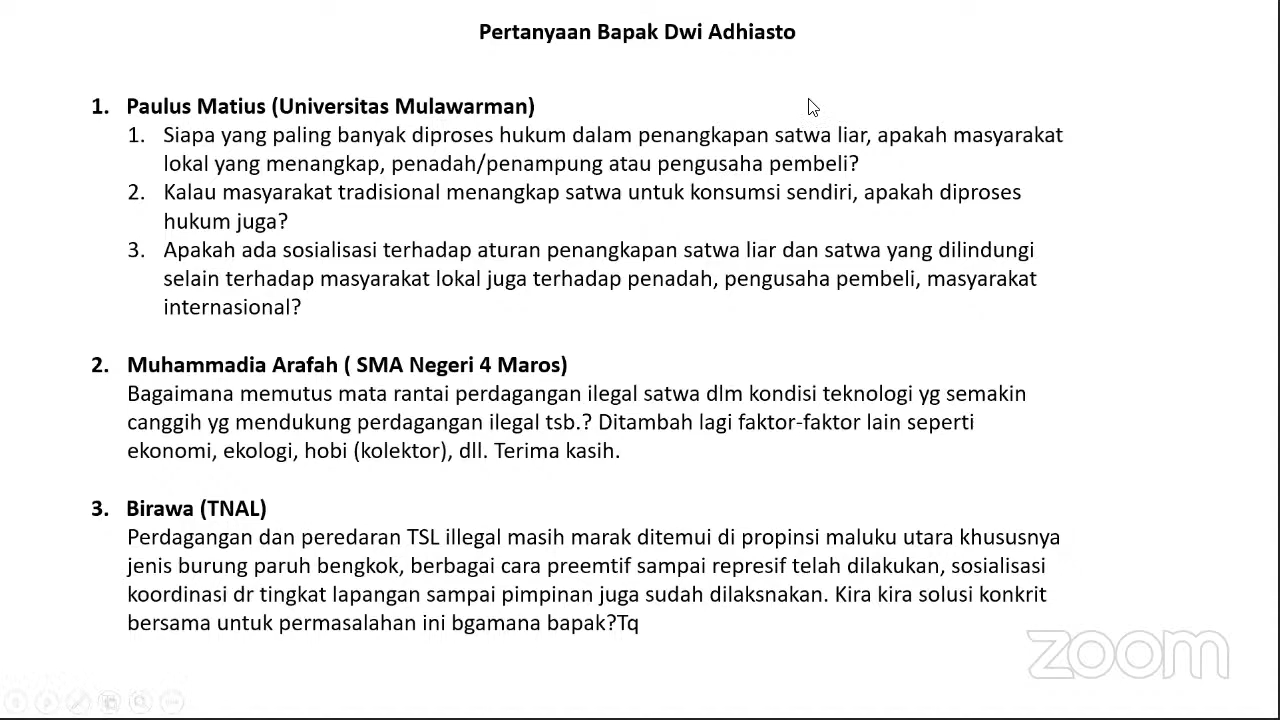 Pertanyaan Bapak Dwi Adhiasto
1. Paulus Matius (Universitas Mulawarman)
1. Siapa yang paling banyak diproses hukum dalam penangkapan satwa liar, apakah masyarakat
lokal yang menangkap, penadah/penampung atau pengusaha pembeli?
2. Kalau masyarakat tradisional menangkap satwa untuk konsumsi sendiri, apakah diproses
hukum juga?
3. Apakah ada sosialisasi terhadap aturan penangkapan satwa liar dan satwa yang dilindungi
selain terhadap masyarakat lokal juga terhadap penadah, pengusaha pembeli, masyarakat
internasional?
2. Muhammadia Arafah ( SMA Negeri 4 Maros)
Bagaimana memutus mata rantai perdagangan ilegal satwa dlm kondisi teknologi yg semakin
canggih yg mendukung perdagangan ilegal tsb.? Ditambah lagi faktor-faktor lain seperti
ekonomi, ekologi, hobi (kolektor), dll. Terima kasih.
3. Birawa (TNAL)
Perdagangan dan peredaran TSL illegal masih marak ditemui di propinsi maluku utara khususnya
jenis burung paruh bengkok, berbagai cara preemtif sampai represif telah dilakukan, sosialisasi
koordinasi dr tingkat lapangan sampai pimpinan juga sudah dilaksnakan. Kira kira solusi konkrit
bersama untuk permasalahan ini bgamana bapak?Tq
zoom